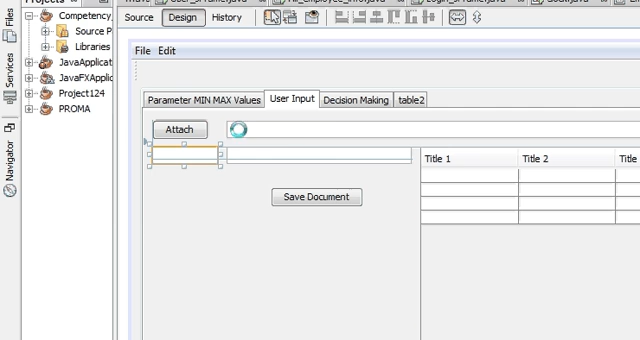 Projects
Competency_
Source P
Libraries
JavaApplicat
JavaFXApplic
Project124
PROMA
Files
Services
Navigator
Source Design History
File Edit
Parameter MIN MAX Values User Input Decision Making table2
Attach
Title 1 Title 2 Title
Save Document